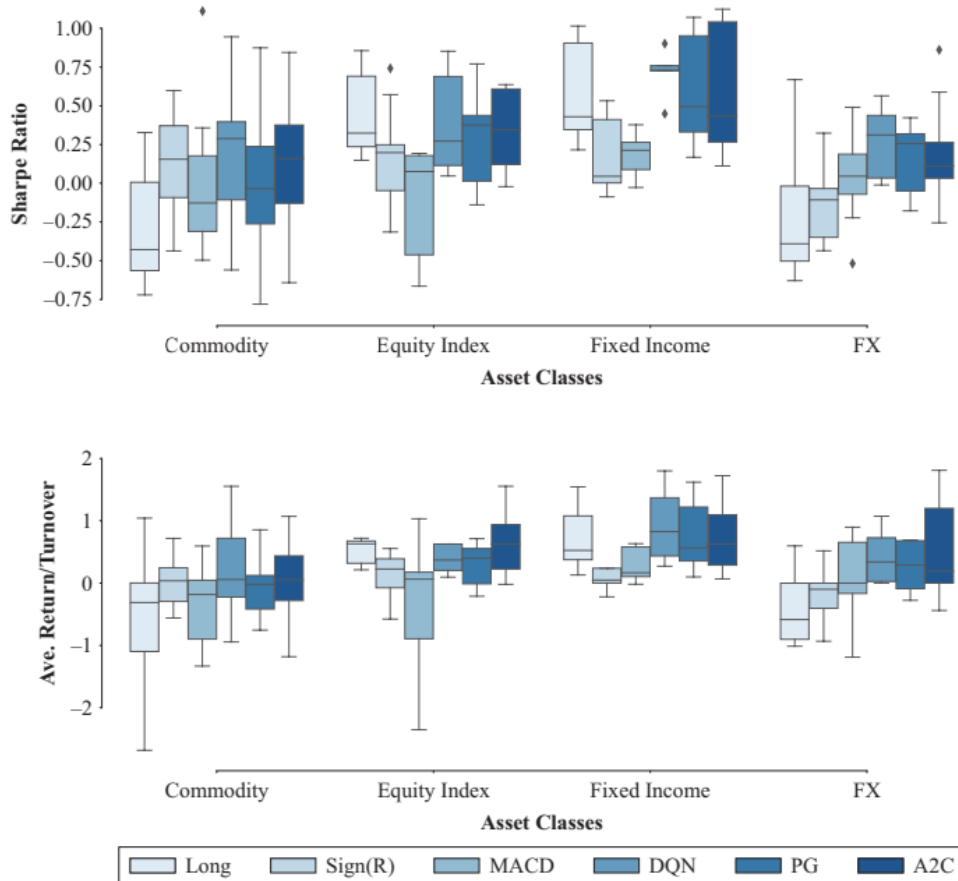 1.00
0.75
0.50
0.25
0.00
–0.25
–0.50
–0.75
Sharpe Ratio
Commodity Equity Index Fixed Income FX
Asset Classes
2
1
0
–1
–2
Ave. Return/Turnover
Commodity Equity Index Fixed Income FX
Asset Classes
Long Sign(R) MACD DQN PG A2C